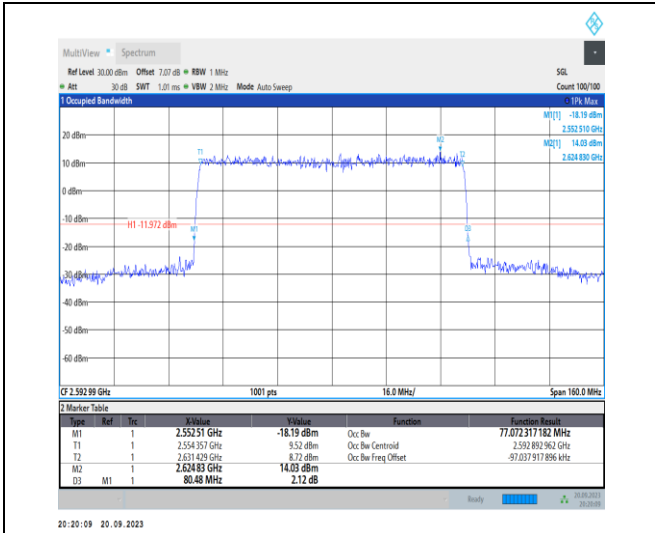 MultiView Spectrum
Ref Level 30.00 dBm Offset 7.07 dB RBW 1 MHz SGL
Att 30 dB SWT 1.01 ms VBW 2 MHz Mode Auto Sweep Count 100/100
1 Occupied Bandwidth 1Pk Max
M1[1] -18.19 dBm
2.552 510 GHz
M2[1] 14.03 dBm
2.624 830 GHz
20 dBm
M2
T1 T2
10 dBm
0 dBm
-10 dBm
H1 -11.972 dBm
M1 D3
-30 dBm
-40 dBm
-50 dBm
-60 dBm
CF 2.592 99 GHz 1001 pts 16.0 MHz/ Span 160.0 MHz
2 Marker Table
Type Ref Trc X-Value Y-Value Function Function Result
M1 1 2.552 51 GHz -18.19 dBm Occ Bw 77.072 317 182 MHz
T1 1 2.554 357 GHz 9.52 dBm Occ Bw Centroid 2.592 892 962 GHz
T2 1 2.631 429 GHz 8.72 dBm Occ Bw Freq Offset -97.037 917 896 kHz
M2 1 2.624 83 GHz 14.03 dBm
D3 M1 1 80.48 MHz 2.12 dB
Ready 20.09.2023
20:20:09
20:20:09 20.09.2023